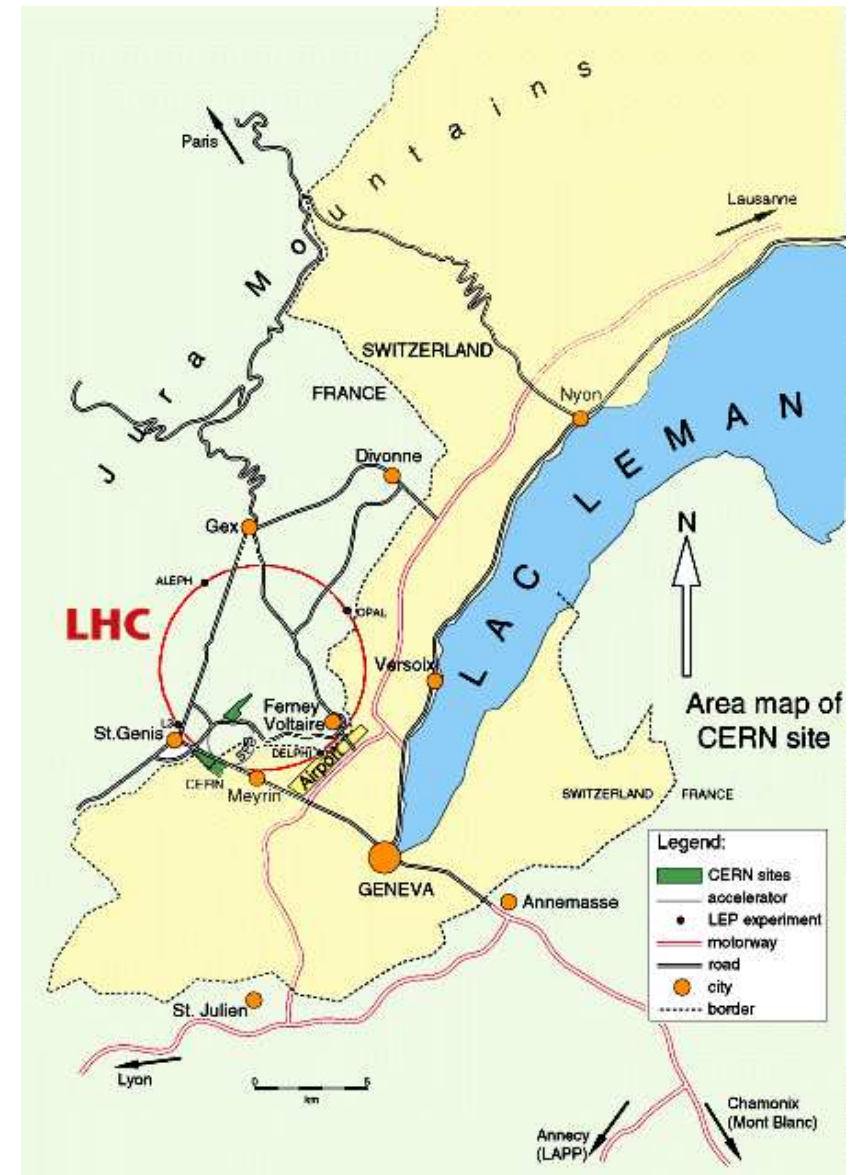 Jura Mountains
Paris
Lausanne
SWITZERLAND
FRANCE
Nyon
Divonne
Gex
LAC LEMAN
N
ALEPH
OPAL
LHC
Versoix
Area map of
CERN site
Ferney
Voltaire
L3
St.Genis
SPS
DELPHI
Airport
CERN
Meyrin
SWITZERLAND
FRANCE
GENEVA
Legend:
CERN sites
accelerator
LEP experiment
motorway
road
city
border
Annemasse
St. Julien
Lyon
0
5
km
Chamonix
(Mont Blanc)
Annecy
(LAPP)